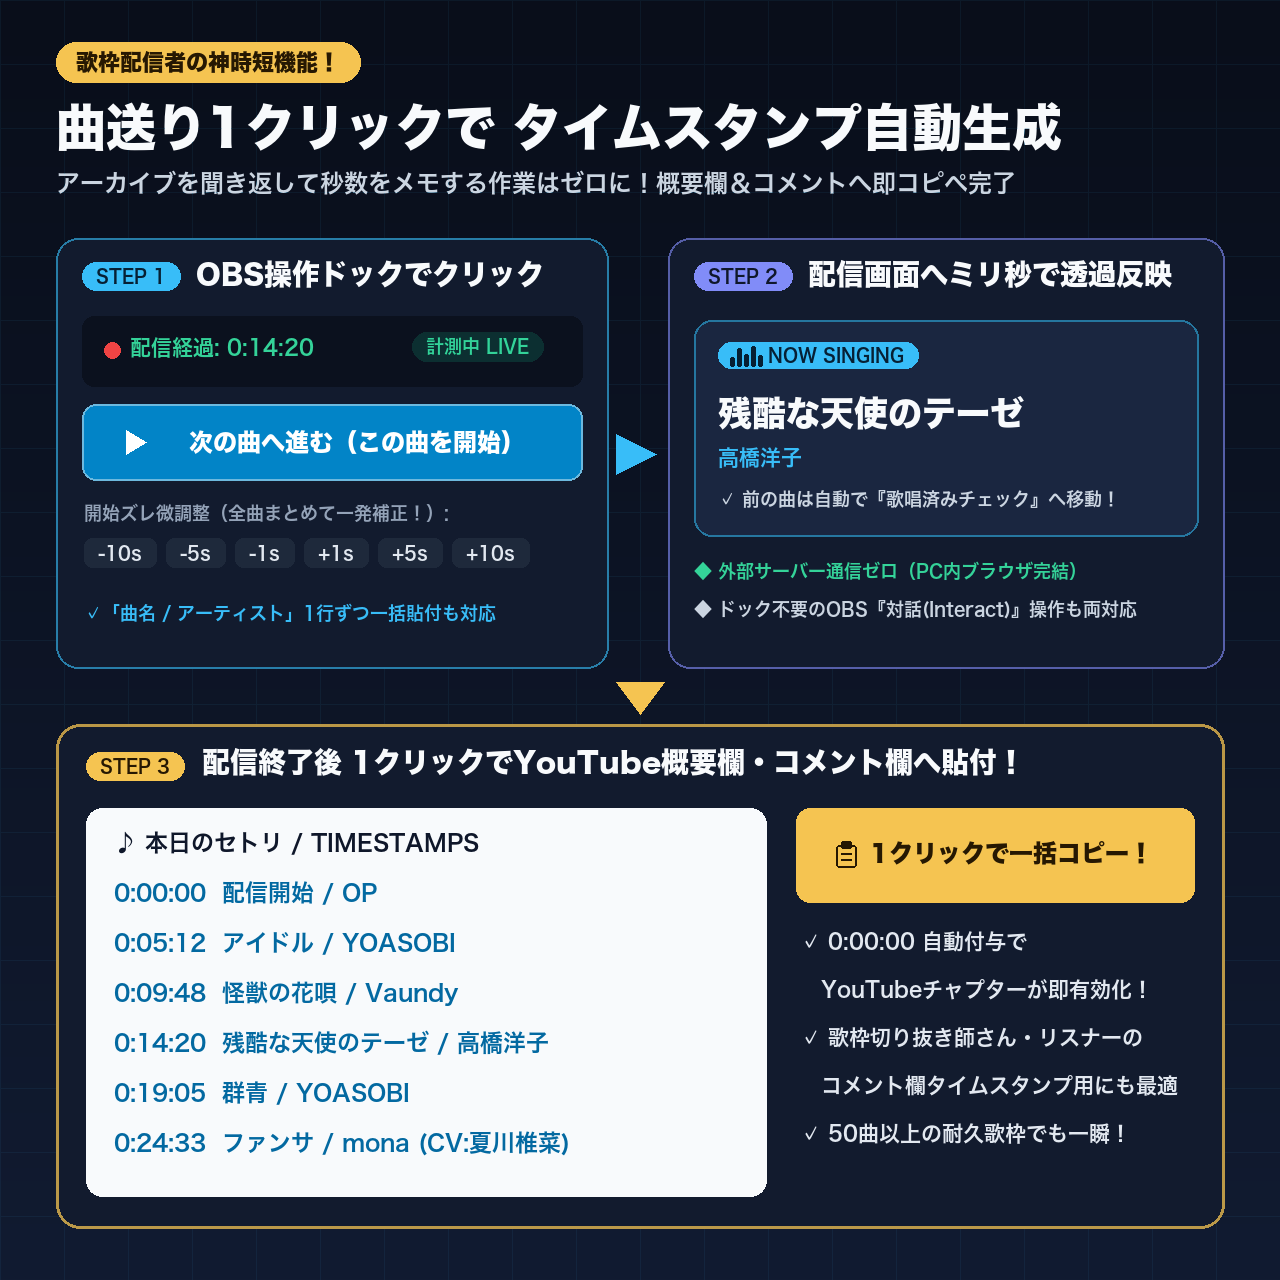 歌枠配信者の神時短機能！
曲送り1クリックで タイムスタンプ自動生成
アーカイブを聞き返して秒数をメモする作業はゼロに！概要欄＆コメントへ即コピペ完了
STEP 1 OBS操作ドックでクリック
配信経過: 0:14:20 計測中 LIVE
次の曲へ進む（この曲を開始）
開始ズレ微調整（全曲まとめて一発補正！）:
-10s -5s -1s +1s +5s +10s
✓「曲名 / アーティスト」1行ずつ一括貼付も対応
STEP 2 配信画面へミリ秒で透過反映
NOW SINGING
残酷な天使のテーゼ
高橋洋子
✓ 前の曲は自動で『歌唱済みチェック』へ移動！
◆ 外部サーバー通信ゼロ（PC内ブラウザ完結）
◆ ドック不要のOBS『対話(Interact)』操作も両対応
STEP 3 配信終了後 1クリックでYouTube概要欄・コメント欄へ貼付！
♪ 本日のセトリ / TIMESTAMPS
0:00:00 配信開始 / OP
0:05:12 アイドル / YOASOBI
0:09:48 怪獣の花唄 / Vaundy
0:14:20 残酷な天使のテーゼ / 高橋洋子
0:19:05 群青 / YOASOBI
0:24:33 ファンサ / mona (CV:夏川椎菜)
1クリックで一括コピー！
✓ 0:00:00 自動付与で
YouTubeチャプターが即有効化！
✓ 歌枠切り抜き師さん・リスナーの
コメント欄タイムスタンプ用にも最適
✓ 50曲以上の耐久歌枠でも一瞬！